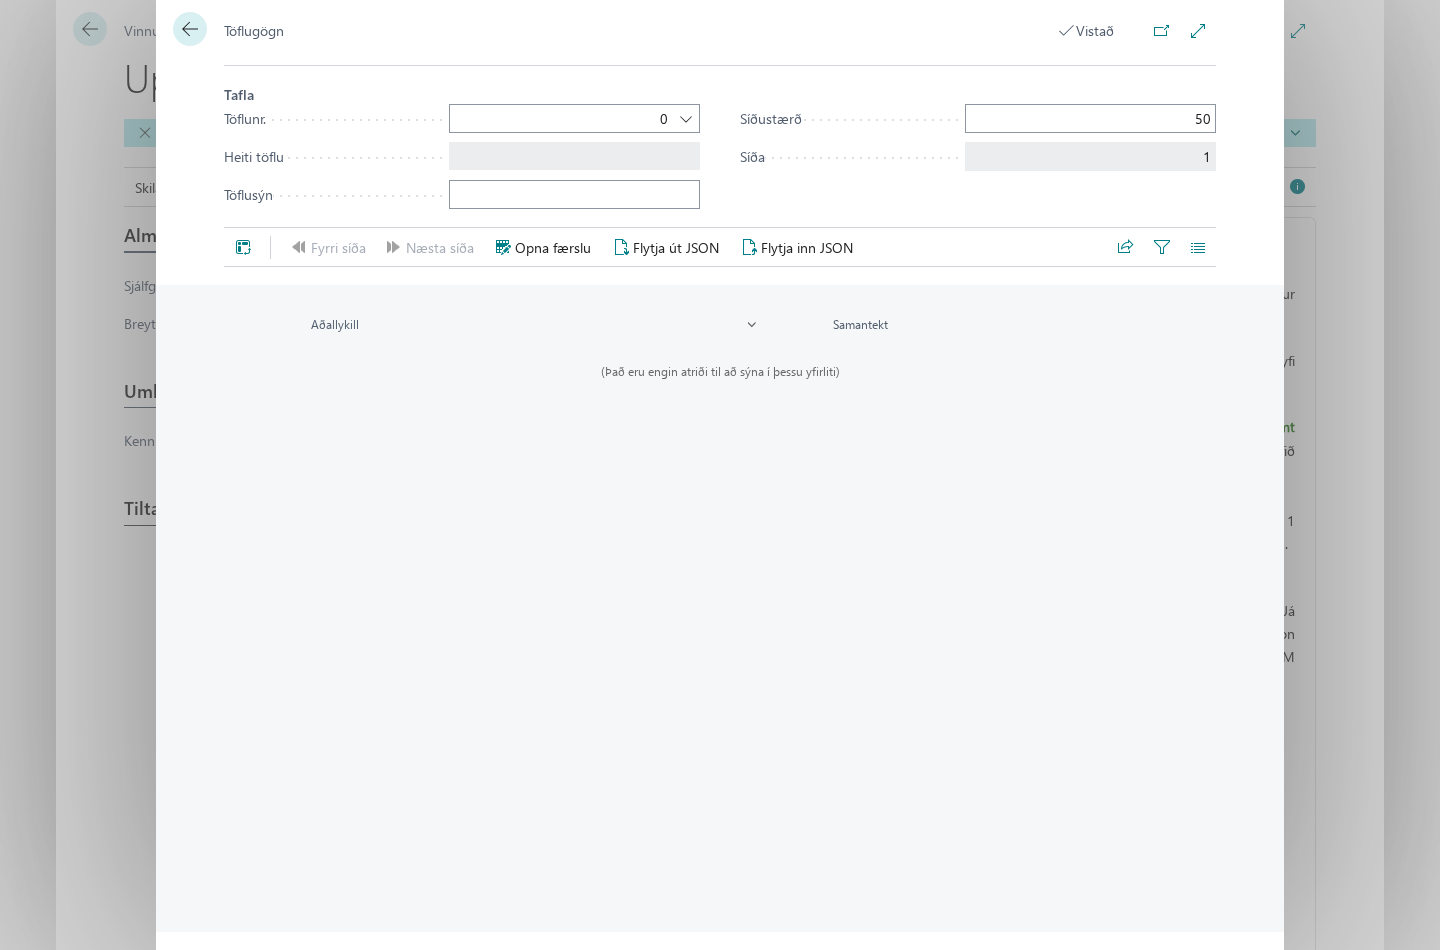 Töflugögn
Vistað
Tafla
Töflunr.
0
Síðustærð
50
Heiti töflu
Síða
1
Töflusýn
Fyrri síða
Næsta síða
Opna færslu
Flytja út JSON
Flytja inn JSON
Aðallykill
Samantekt
(Það eru engin atriði til að sýna í þessu yfirliti)